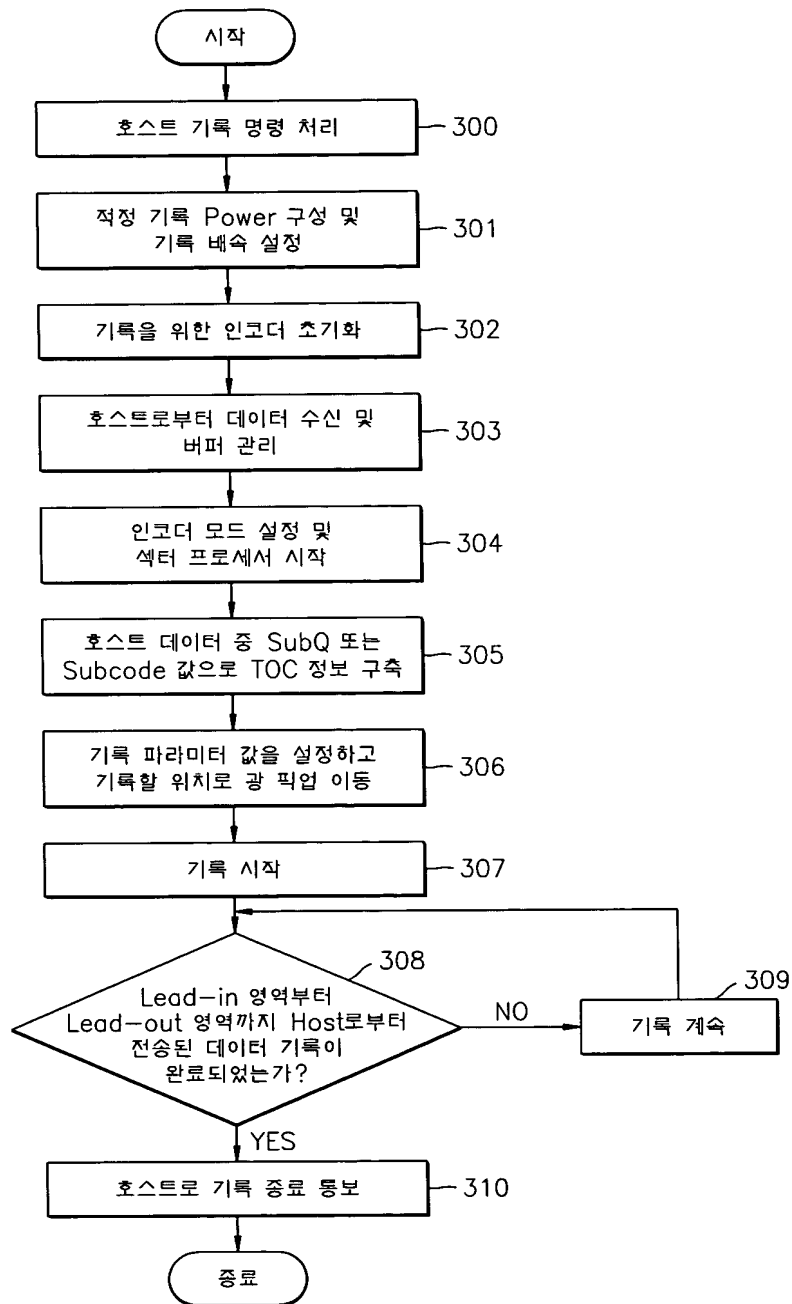 시작
호스트 기록 명령 처리
300
적정 기록 Power 구성 및
기록 배속 설정
301
기록을 위한 인코더 초기화
302
호스트로부터 데이터 수신 및
버퍼 관리
303
인코더 모드 설정 및
섹터 프로세서 시작
304
호스트 데이터 중 SubQ 또는
Subcode 값으로 TOC 정보 구축
305
기록 파라미터 값을 설정하고
기록할 위치로 광 픽업 이동
306
기록 시작
307
308
Lead-in 영역부터
Lead-out 영역까지 Host로부터
전송된 데이터 기록이
완료되었는가?
NO
309
기록 계속
YES
호스트로 기록 종료 통보
310
종료